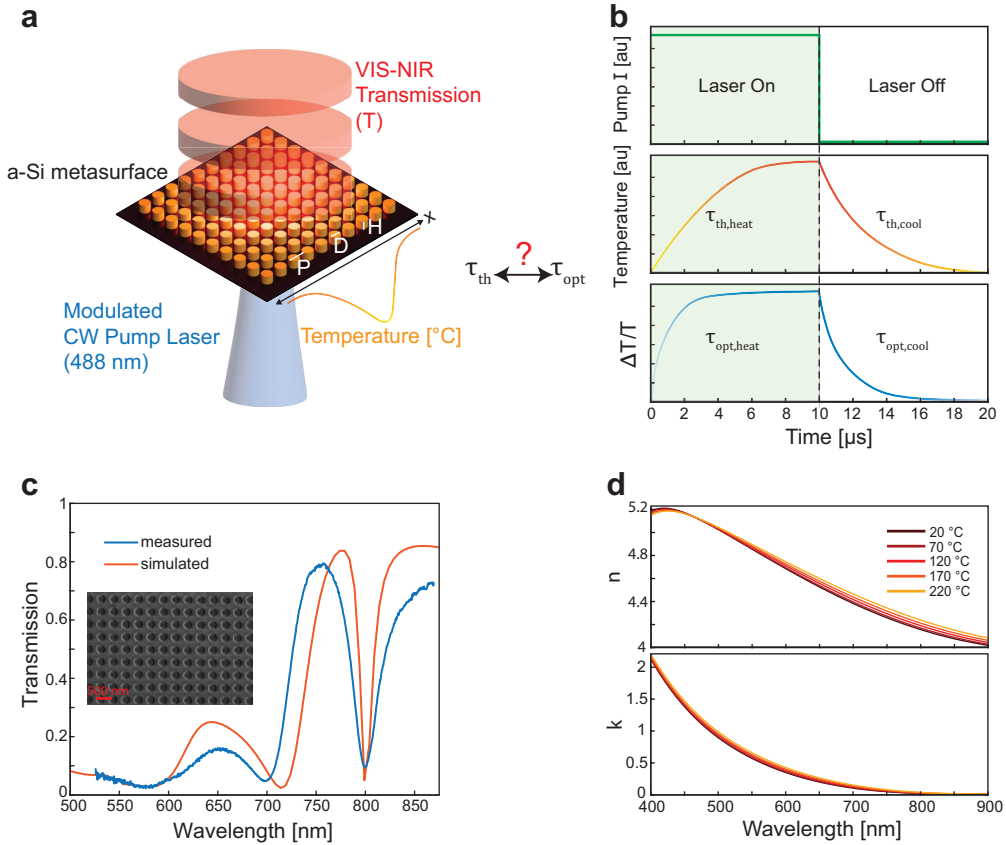 a
VIS-NIR
Transmission
(T)
a-Si metasurface
H
D
P
x
Modulated
CW Pump Laser
(488 nm)
Temperature [°C]
?
τth
τopt
b
Pump I [au]
Laser On
Laser Off
Temperature [au]
τth,heat
τth,cool
ΔT/T
τopt,heat
τopt,cool
0 2 4 6 8 10 12 14 16 18 20
Time [µs]
c
1
0.8
0.6
0.4
0.2
0
Transmission
measured
simulated
500 nm
500 550 600 650 700 750 800 850
Wavelength [nm]
d
5.2
4.8
4.4
4
n
20 °C
70 °C
120 °C
170 °C
220 °C
2
1.5
1
0.5
0
k
400 500 600 700 800 900
Wavelength [nm]